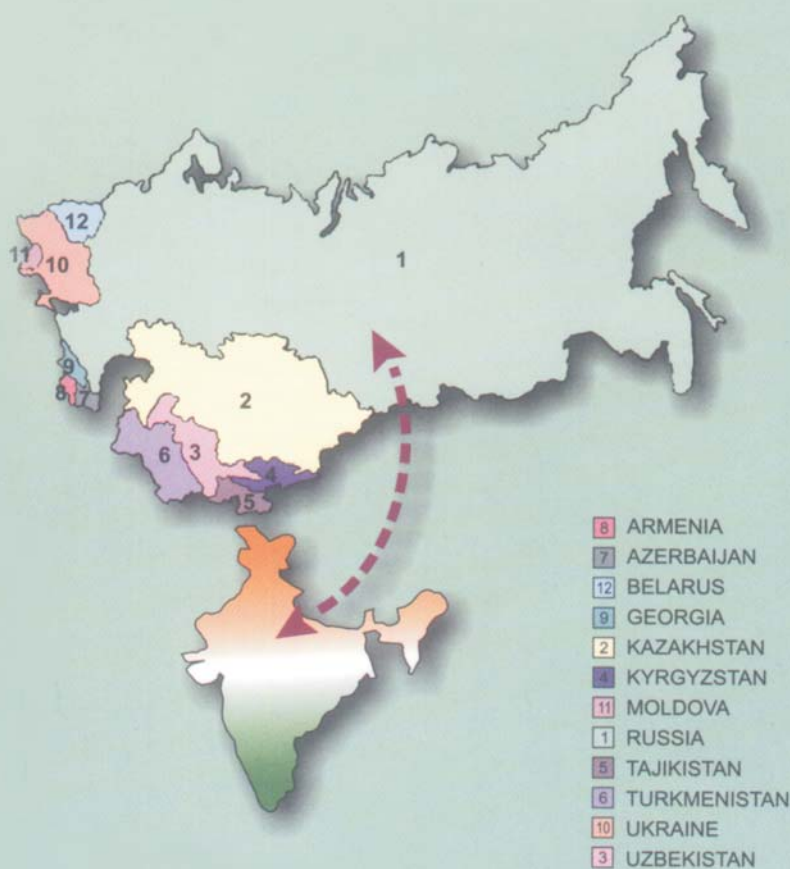 1
12
11
10
9
8
7
2
6
3
4
5
8 ARMENIA
7 AZERBAIJAN
12 BELARUS
9 GEORGIA
2 KAZAKHSTAN
4 KYRGYZSTAN
11 MOLDOVA
1 RUSSIA
5 TAJIKISTAN
6 TURKMENISTAN
10 UKRAINE
3 UZBEKISTAN